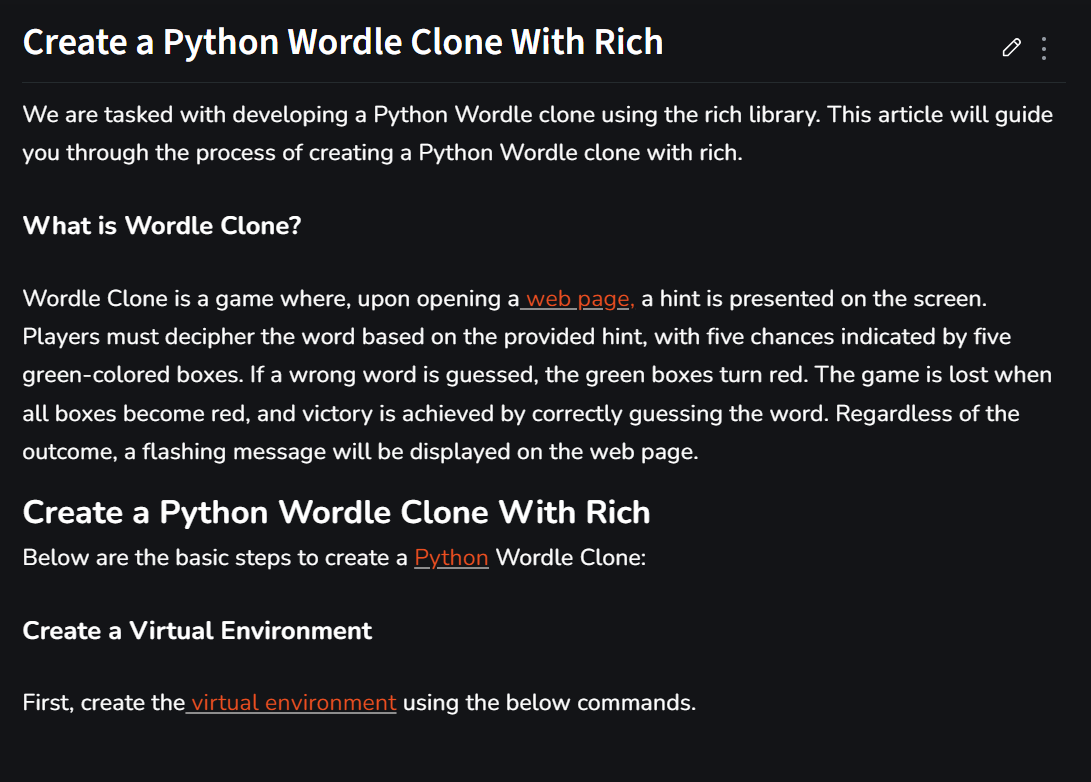 Create a Python Wordle Clone With Rich
We are tasked with developing a Python Wordle clone using the rich library. This article will guide
you through the process of creating a Python Wordle clone with rich.
What is Wordle Clone?
Wordle Clone is a game where, upon opening a web page, a hint is presented on the screen.
Players must decipher the word based on the provided hint, with five chances indicated by five
green-colored boxes. If a wrong word is guessed, the green boxes turn red. The game is lost when
all boxes become red, and victory is achieved by correctly guessing the word. Regardless of the
outcome, a flashing message will be displayed on the web page.
Create a Python Wordle Clone With Rich
Below are the basic steps to create a Python Wordle Clone:
Create a Virtual Environment
First, create the virtual environment using the below commands.